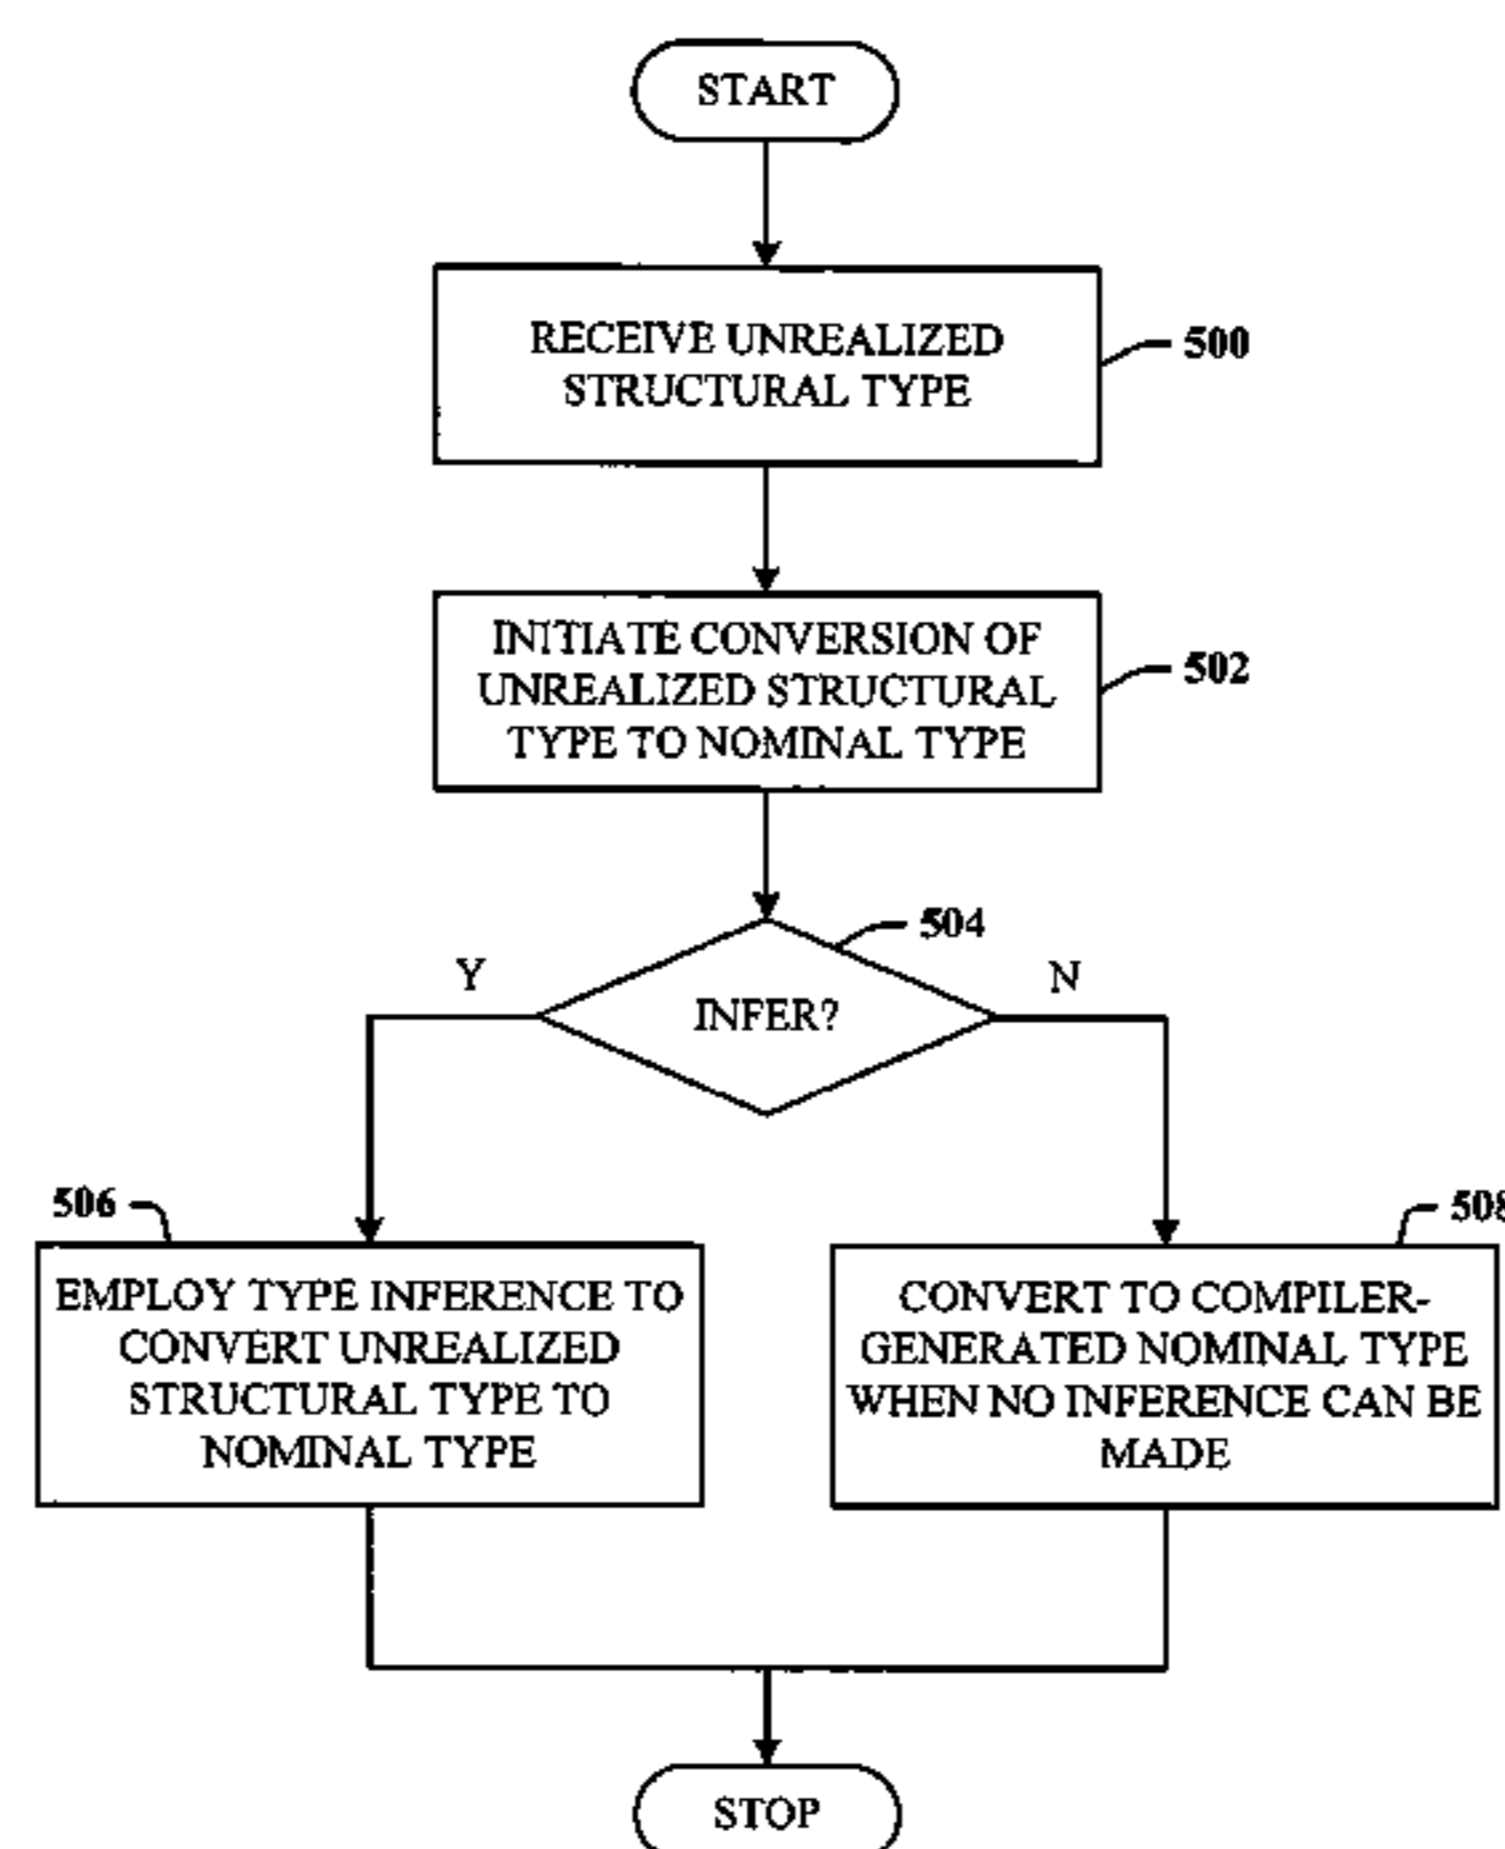 START
RECEIVE UNREALIZED
STRUCTURAL TYPE
500
INITIATE CONVERSION OF
UNREALIZED STRUCTURAL
TYPE TO NOMINAL TYPE
502
504
Y
INFER?
N
506
EMPLOY TYPE INFERENCE TO
CONVERT UNREALIZED
STRUCTURAL TYPE TO
NOMINAL TYPE
508
CONVERT TO COMPILER-
GENERATED NOMINAL TYPE
WHEN NO INFERENCE CAN BE
MADE
STOP